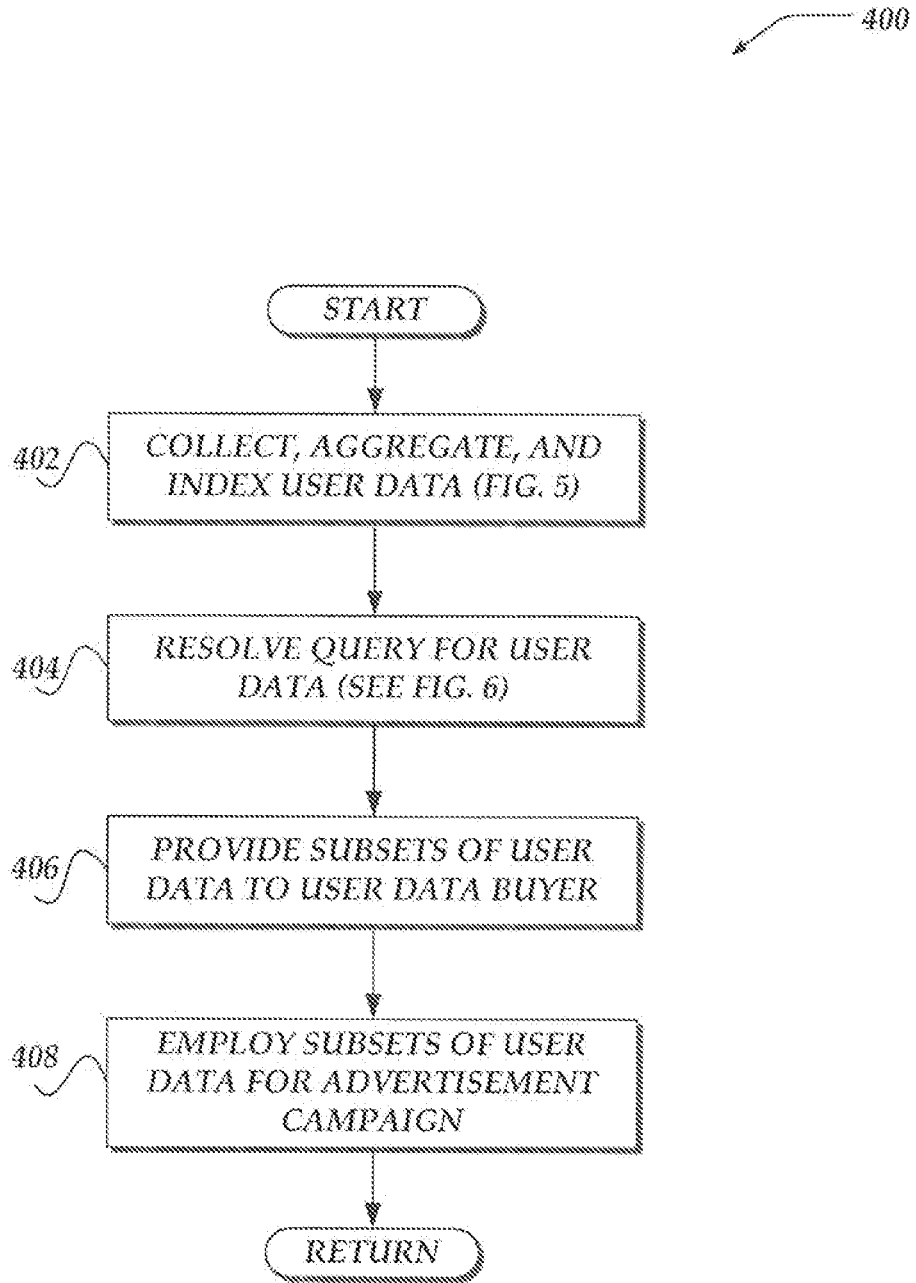 400
START
402
COLLECT, AGGREGATE, AND
INDEX USER DATA (FIG. 5)
404
RESOLVE QUERY FOR USER
DATA (SEE FIG. 6)
406
PROVIDE SUBSETS OF USER
DATA TO USER DATA BUYER
408
EMPLOY SUBSETS OF USER
DATA FOR ADVERTISEMENT
CAMPAIGN
RETURN